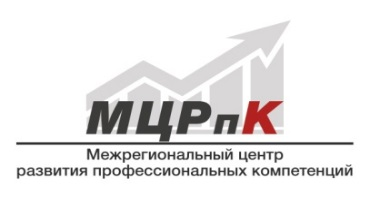 МЦРпК
Межрегиональный центр
развития профессиональных компетенций